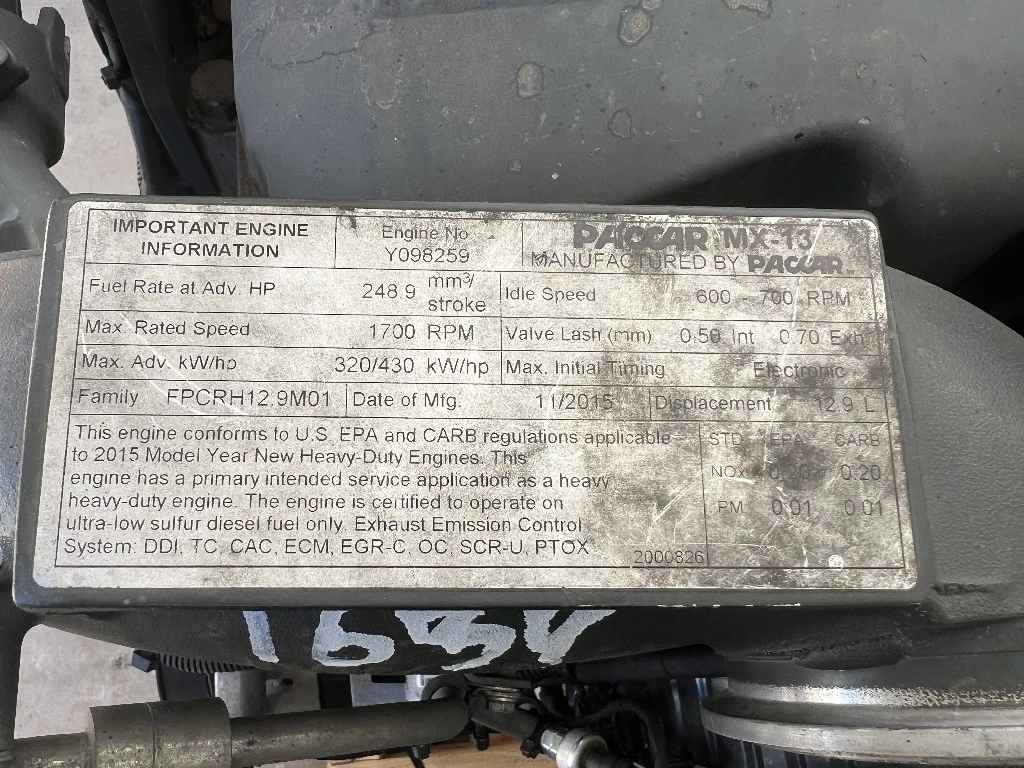 IMPORTANT ENGINE INFORMATION
Engine No
Y098259
PACCAR MX-13
MANUFACTURED BY PACCAR
Fuel Rate at Adv. HP 248.9 mm³/stroke
Idle Speed 600 - 700 RPM
Max. Rated Speed 1700 RPM
Valve Lash (mm) 0.50 Int 0.70 Exh
Max. Adv. kW/hp 320/430 kW/hp
Max. Initial Timing Electronic
Family FPCRH12.9M01
Date of Mfg. 11/2015
Displacement 12.9 L
This engine conforms to U.S. EPA and CARB regulations applicable
to 2015 Model Year New Heavy-Duty Engines. This
engine has a primary intended service application as a heavy
heavy-duty engine. The engine is certified to operate on
ultra-low sulfur diesel fuel only. Exhaust Emission Control
System: DDI, TC, CAC, ECM, EGR-C, OC, SCR-U, PTOX
2000826
STD EPA CARB
NOx 0.20 0.20
PM 0.01 0.01